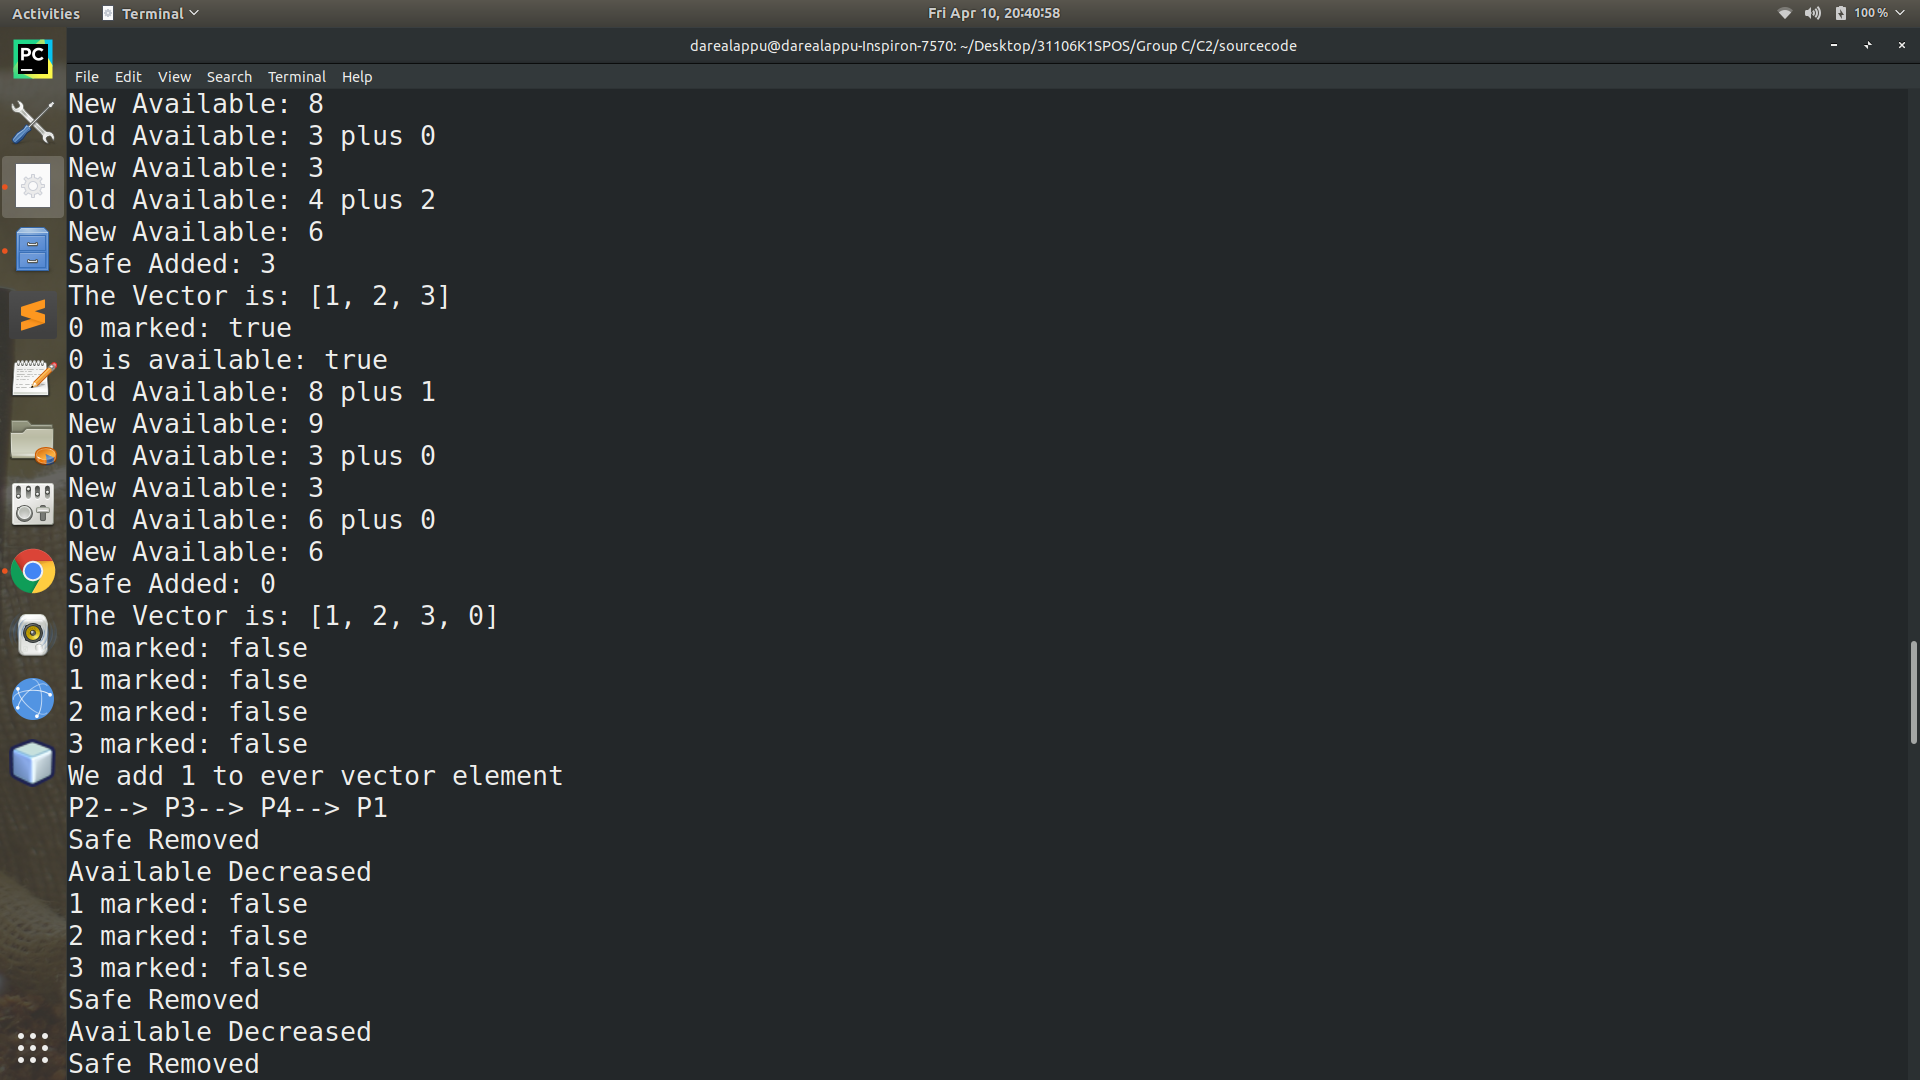 Activities Terminal Fri Apr 10, 20:40:58 100 %
darealappu@darealappu-Inspiron-7570: ~/Desktop/31106K1SPOS/Group C/C2/sourcecode
File Edit View Search Terminal Help
PC
New Available: 8
Old Available: 3 plus 0
New Available: 3
Old Available: 4 plus 2
New Available: 6
Safe Added: 3
The Vector is: [1, 2, 3]
0 marked: true
0 is available: true
Old Available: 8 plus 1
New Available: 9
Old Available: 3 plus 0
New Available: 3
Old Available: 6 plus 0
New Available: 6
Safe Added: 0
The Vector is: [1, 2, 3, 0]
0 marked: false
1 marked: false
2 marked: false
3 marked: false
We add 1 to ever vector element
P2--> P3--> P4--> P1
Safe Removed
Available Decreased
1 marked: false
2 marked: false
3 marked: false
Safe Removed
Available Decreased
Safe Removed